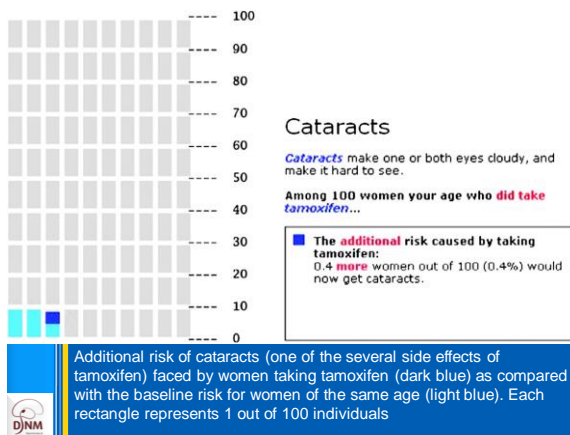 100
90
80
70
60
50
40
30
20
10
0
Cataracts
Cataracts make one or both eyes cloudy, and
make it hard to see.
Among 100 women your age who did take
tamoxifen...
The additional risk caused by taking
tamoxifen:
0.4 more women out of 100 (0.4%) would
now get cataracts.
Additional risk of cataracts (one of the several side effects of
tamoxifen) faced by women taking tamoxifen (dark blue) as compared
with the baseline risk for women of the same age (light blue). Each
rectangle represents 1 out of 100 individuals
DJNM